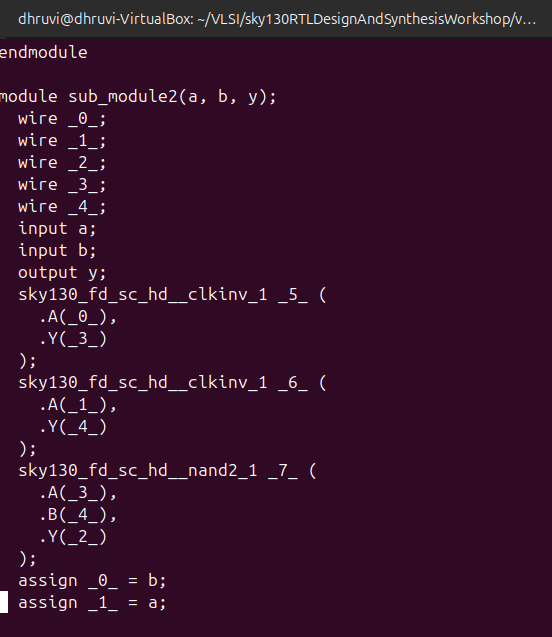 dhruvi@dhruvi-VirtualBox: ~/VLSI/sky130RTLDesignAndSynthesisWorkshop/v...
endmodule
module sub_module2(a, b, y);
  wire _0_;
  wire _1_;
  wire _2_;
  wire _3_;
  wire _4_;
  input a;
  input b;
  output y;
  sky130_fd_sc_hd__clkinv_1 _5_ (
    .A(_0_),
    .Y(_3_)
  );
  sky130_fd_sc_hd__clkinv_1 _6_ (
    .A(_1_),
    .Y(_4_)
  );
  sky130_fd_sc_hd__nand2_1 _7_ (
    .A(_3_),
    .B(_4_),
    .Y(_2_)
  );
  assign _0_ = b;
  assign _1_ = a;